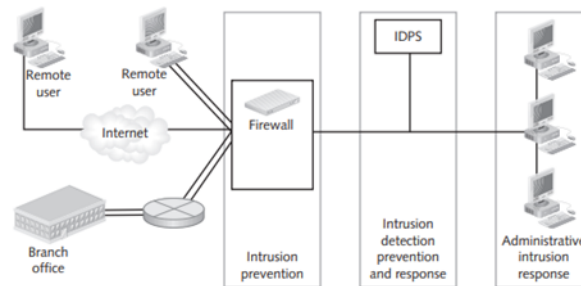 IDPS
Remote
user
Remote
user
Firewall
Internet
Branch
office
Intrusion
prevention
Intrusion
detection
prevention
and response
Administrative
intrusion
response